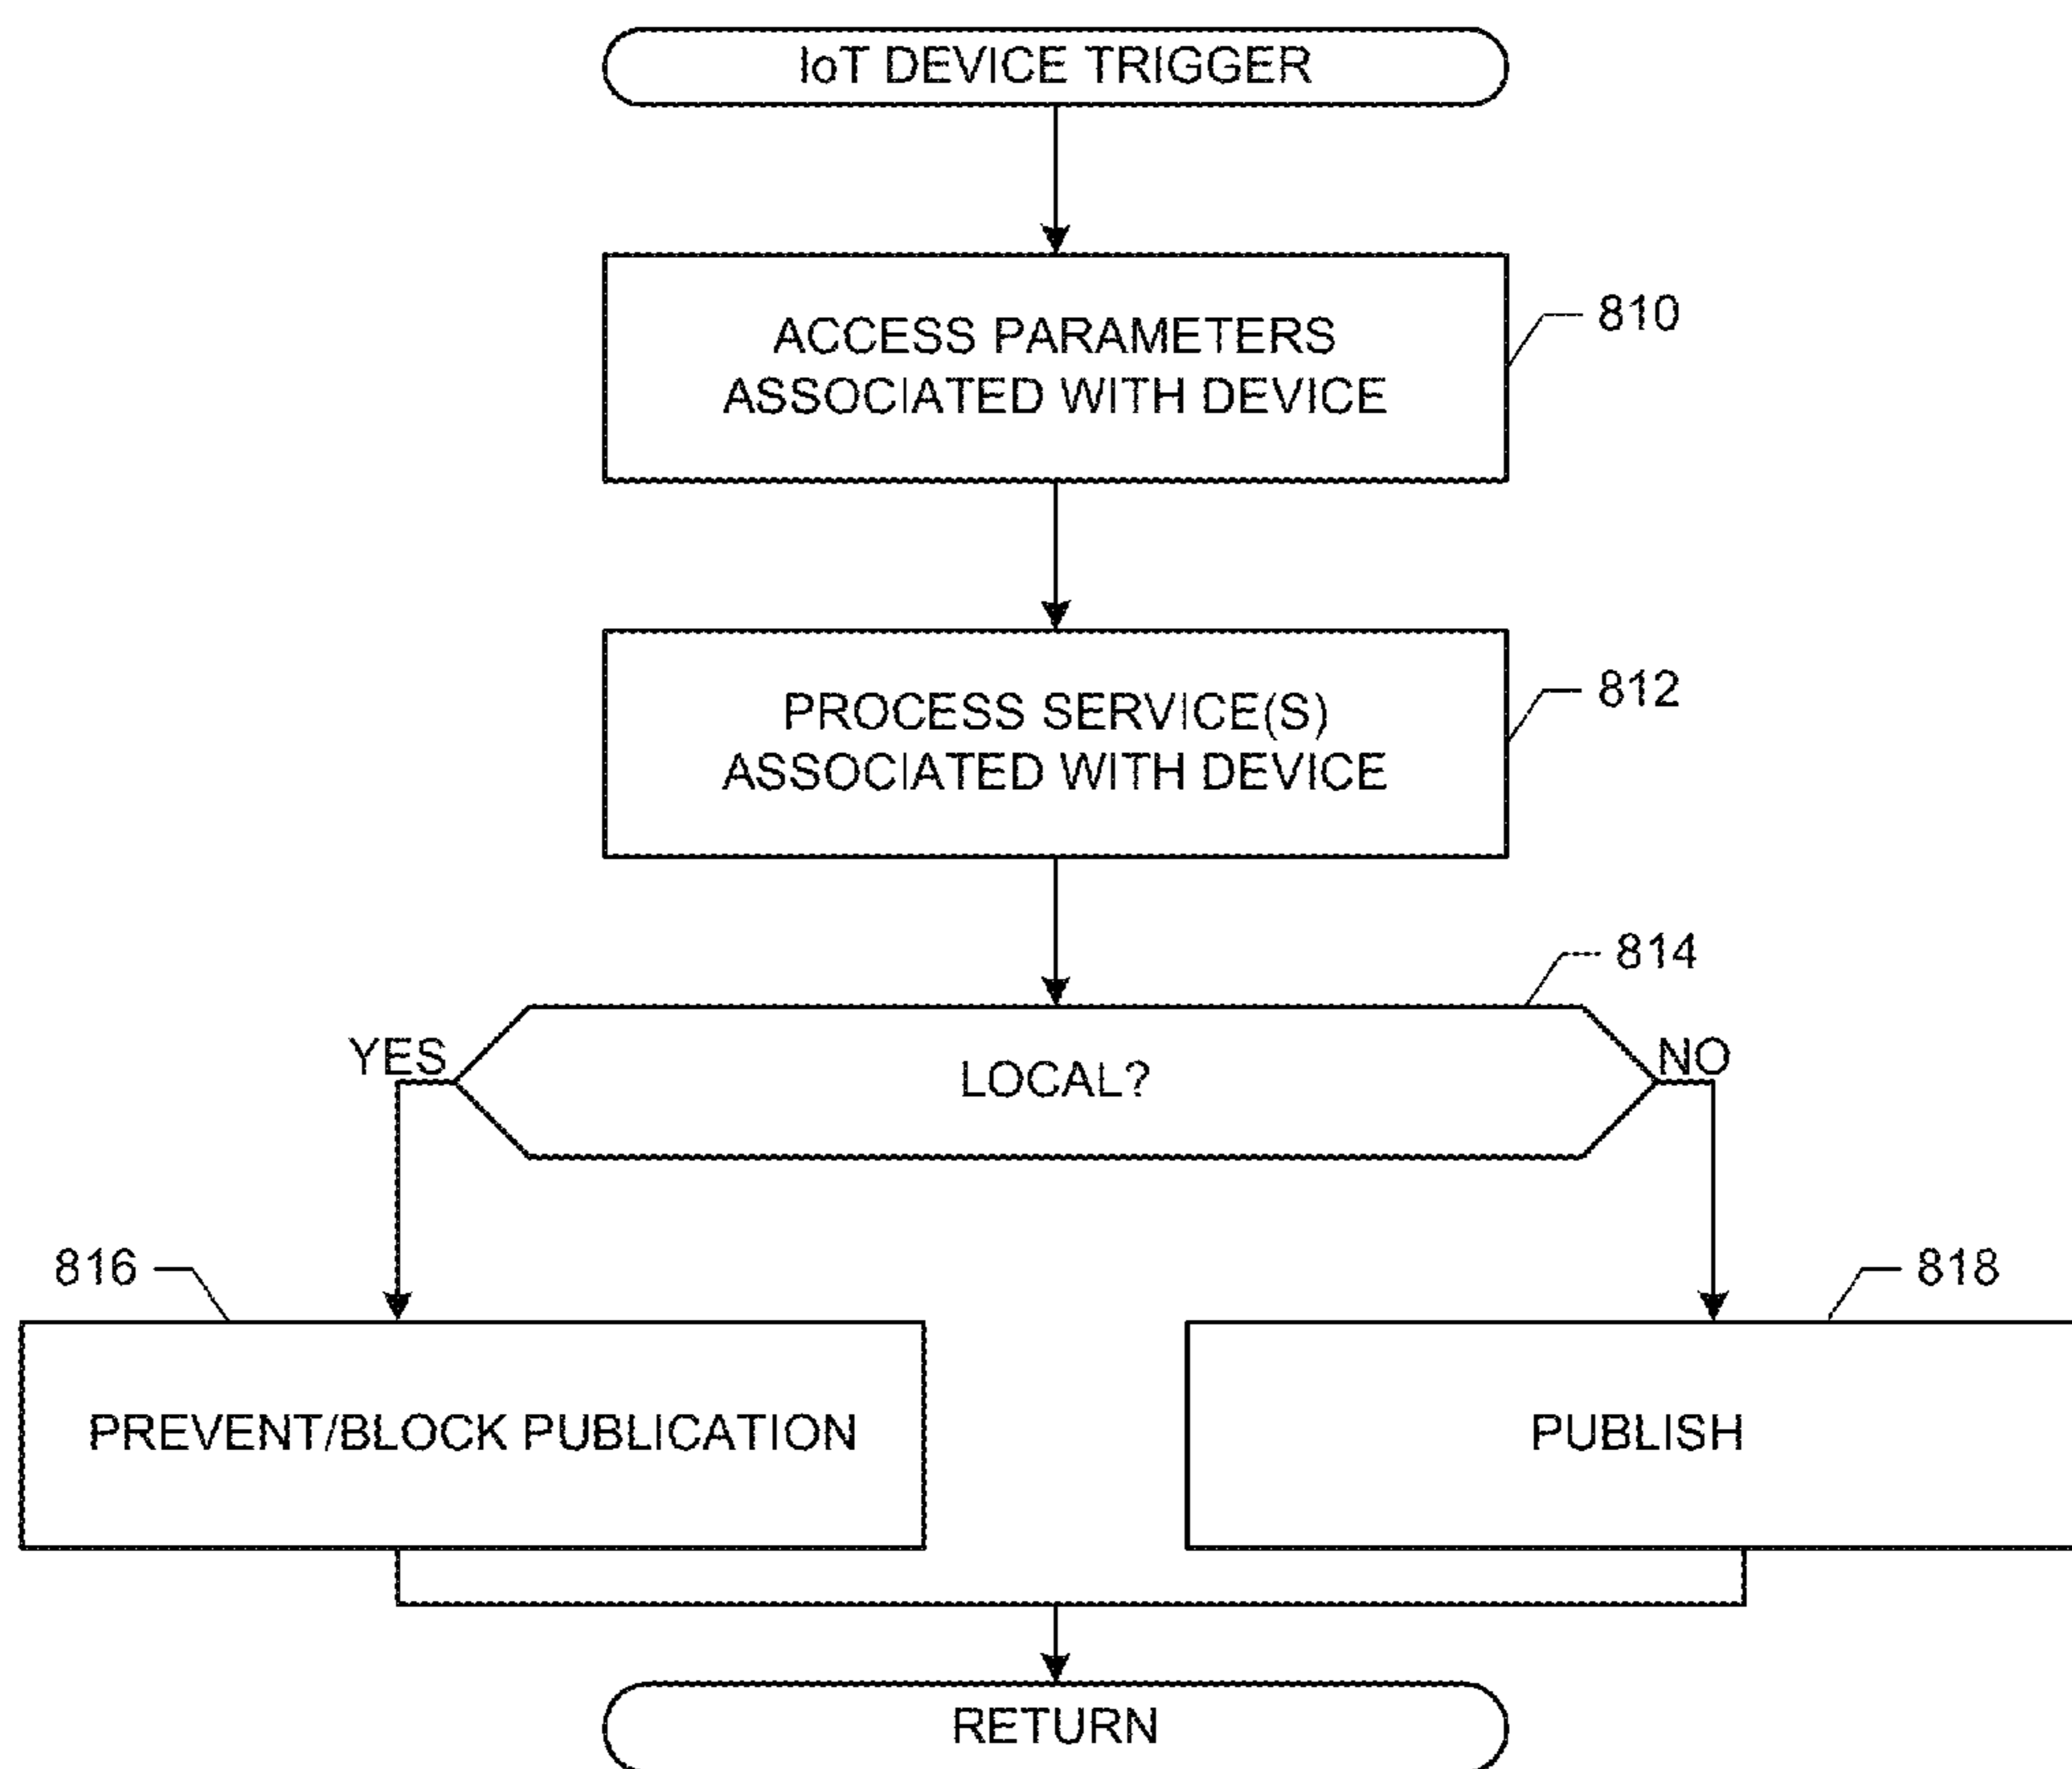 IoT DEVICE TRIGGER
ACCESS PARAMETERS
ASSOCIATED WITH DEVICE
810
PROCESS SERVICE(S)
ASSOCIATED WITH DEVICE
812
814
YES
LOCAL?
NO
816
818
PREVENT/BLOCK PUBLICATION
PUBLISH
RETURN